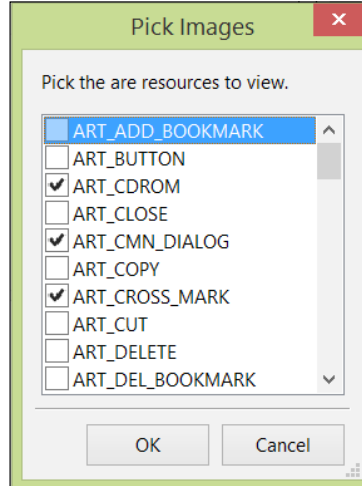 Pick Images
Pick the are resources to view.
ART_ADD_BOOKMARK
ART_BUTTON
ART_CDROM
ART_CLOSE
ART_CMN_DIALOG
ART_COPY
ART_CROSS_MARK
ART_CUT
ART_DELETE
ART_DEL_BOOKMARK
OK Cancel